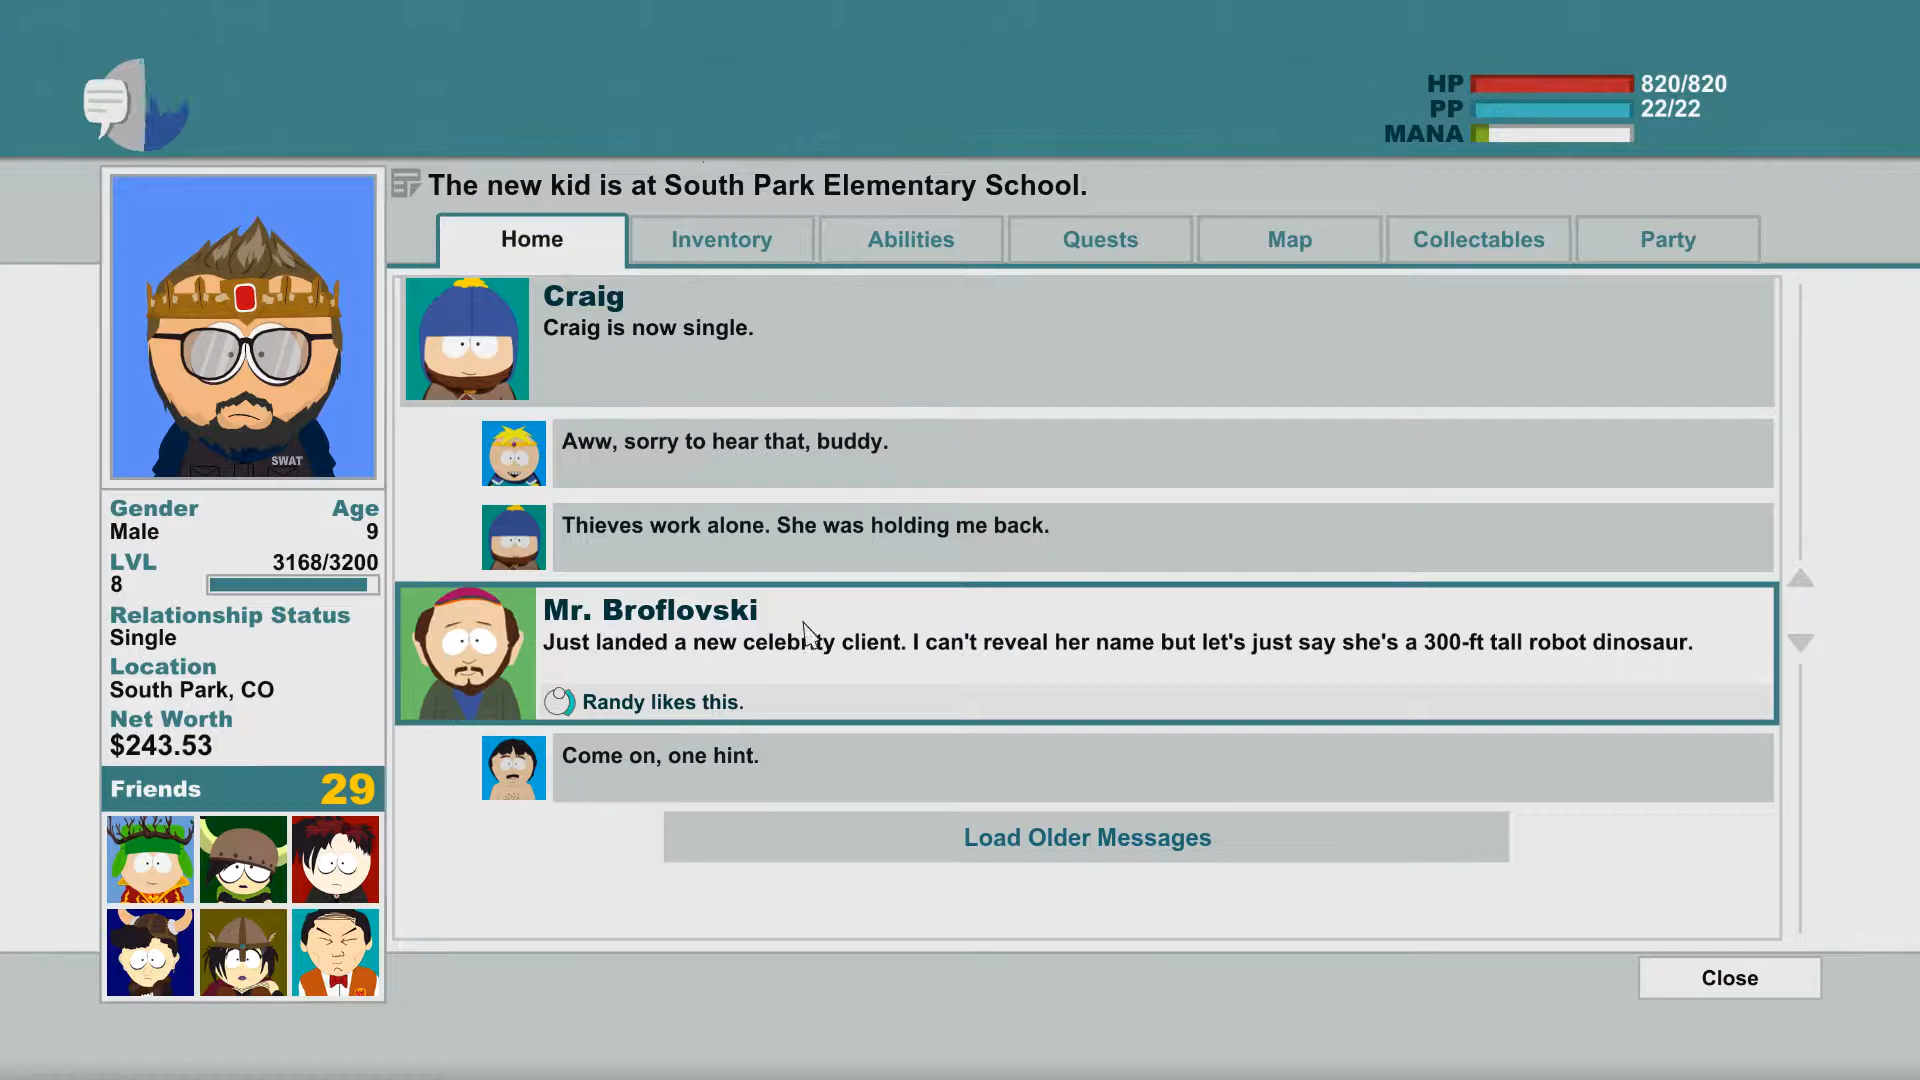 HP 820/820
PP 22/22
MANA
The new kid is at South Park Elementary School.
Home Inventory Abilities Quests Map Collectables Party
SWAT
Gender Age
Male 9
LVL 3168/3200
8
Relationship Status
Single
Location
South Park, CO
Net Worth
$243.53
Friends 29
Craig
Craig is now single.
Aww, sorry to hear that, buddy.
Thieves work alone. She was holding me back.
Mr. Broflovski
Just landed a new celebrity client. I can't reveal her name but let's just say she's a 300-ft tall robot dinosaur.
Randy likes this.
Come on, one hint.
Load Older Messages
Close